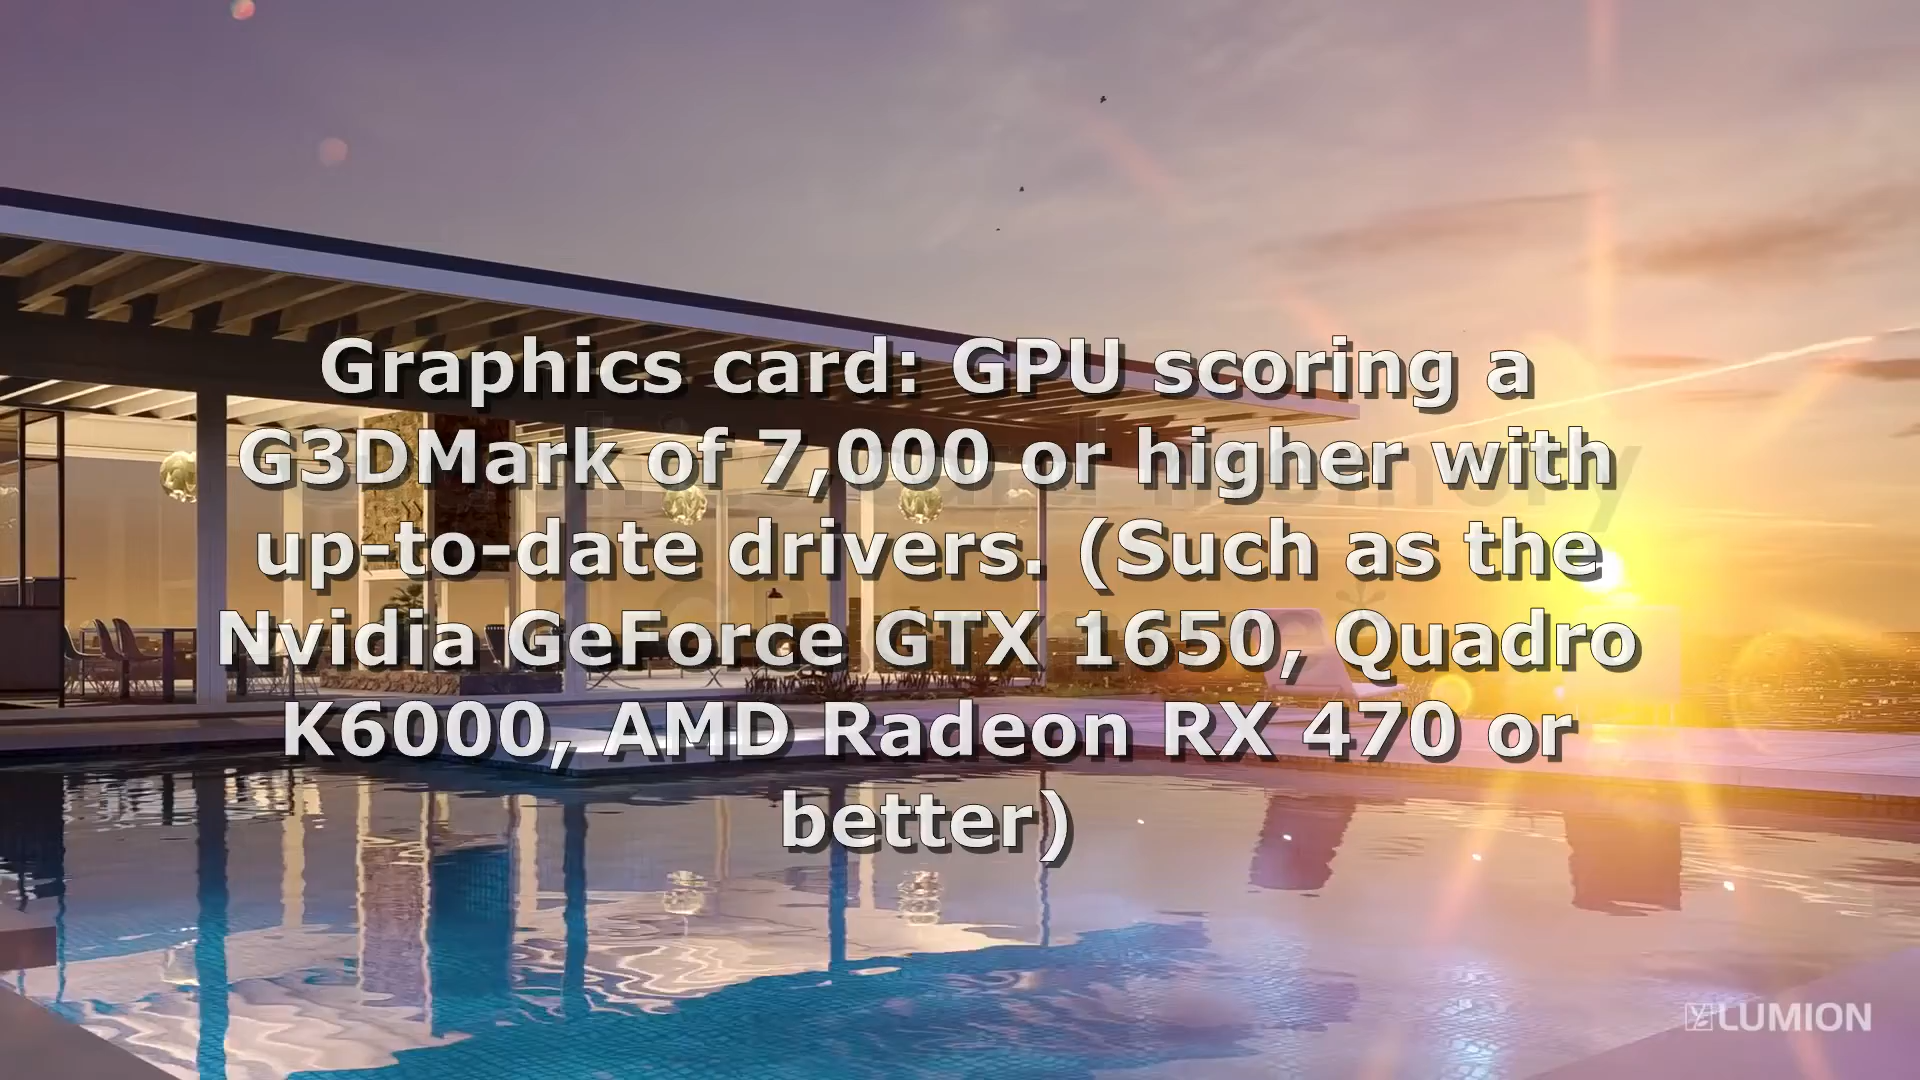 Graphics card: GPU scoring a
G3DMark of 7,000 or higher with
up-to-date drivers. (Such as the
Nvidia GeForce GTX 1650, Quadro
K6000, AMD Radeon RX 470 or
better)
LUMION